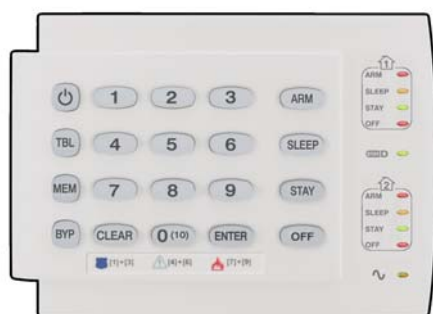 1 2 3 ARM
TBL 4 5 6 SLEEP
MEM 7 8 9 STAY
BYP CLEAR 0 (10) ENTER OFF
[1]+[3] [4]+[6] [7]+[9]
1
ARM
SLEEP
STAY
OFF
2
ARM
SLEEP
STAY
OFF